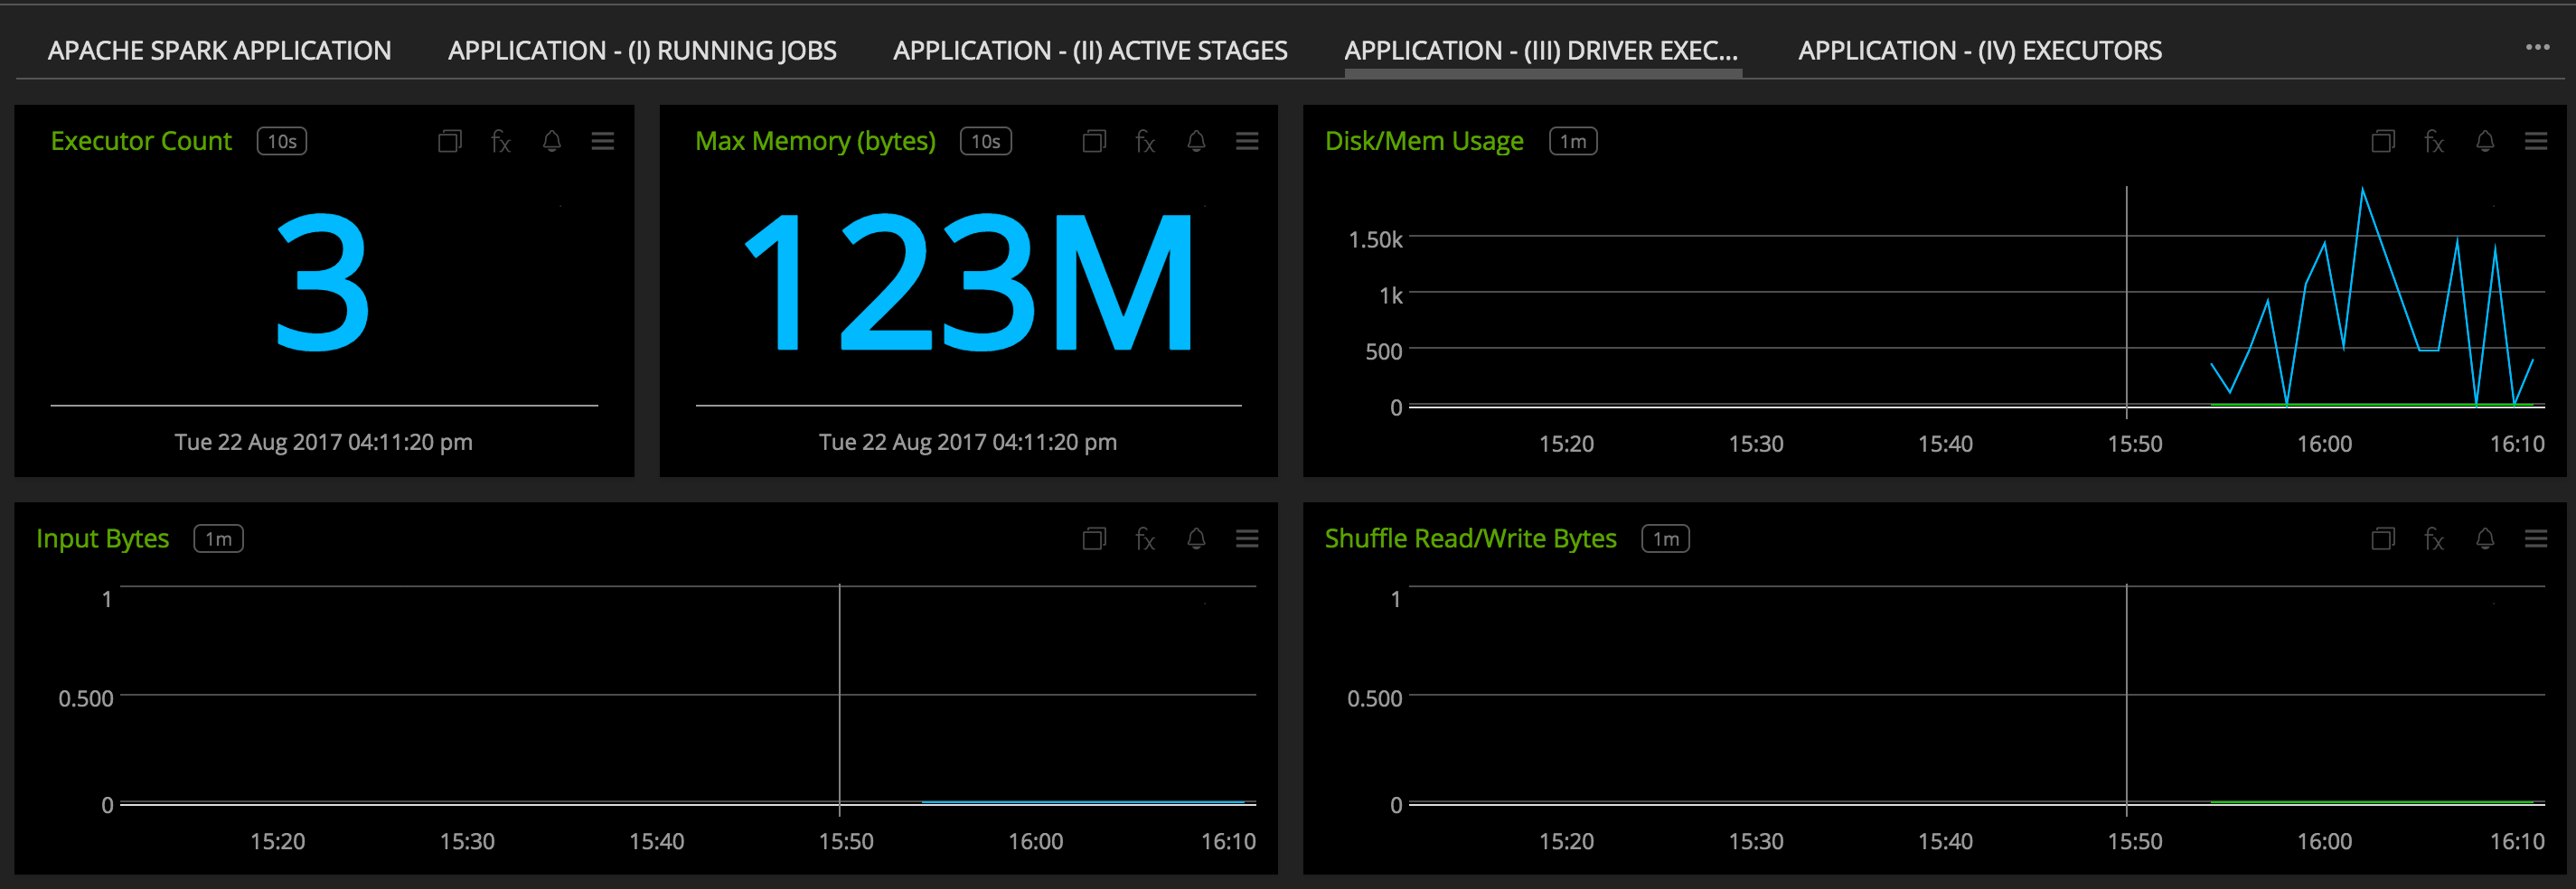 APACHE SPARK APPLICATION
APPLICATION - (I) RUNNING JOBS
APPLICATION - (II) ACTIVE STAGES
APPLICATION - (III) DRIVER EXEC...
APPLICATION - (IV) EXECUTORS
Executor Count 10s
fx
3
Tue 22 Aug 2017 04:11:20 pm
Max Memory (bytes) 10s
fx
123M
Tue 22 Aug 2017 04:11:20 pm
Disk/Mem Usage 1m
fx
1.50k
1k
500
0
15:20 15:30 15:40 15:50 16:00 16:10
Input Bytes 1m
fx
1
0.500
0
15:20 15:30 15:40 15:50 16:00 16:10
Shuffle Read/Write Bytes 1m
fx
1
0.500
0
15:20 15:30 15:40 15:50 16:00 16:10